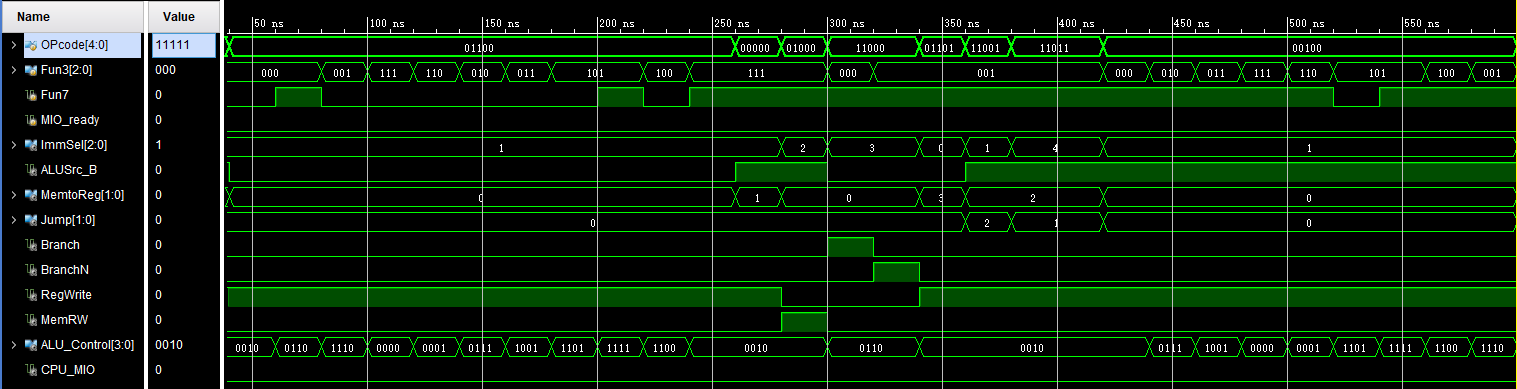 Name Value 50 ns 100 ns 150 ns 200 ns 250 ns 300 ns 350 ns 400 ns 450 ns 500 ns 550 ns
OPcode[4:0] 11111 01100 00000 01000 11000 01101 11001 11011 00100
Fun3[2:0] 000 000 001 111 110 010 011 101 100 111 000 001 000 010 011 111 110 101 100 001
Fun7 0
MIO_ready 0
ImmSel[2:0] 1 1 2 3 0 1 4 1
ALUSrc_B 0
MemtoReg[1:0] 0 0 1 0 3 2 0
Jump[1:0] 0 0 2 1 0
Branch 0
BranchN 0
RegWrite 0
MemRW 0
ALU_Control[3:0] 0010 0010 0110 1110 0000 0001 0111 1001 1101 1111 1100 0010 0110 0010 0111 1001 0000 0001 1101 1111 1100 1110
CPU_MIO 0